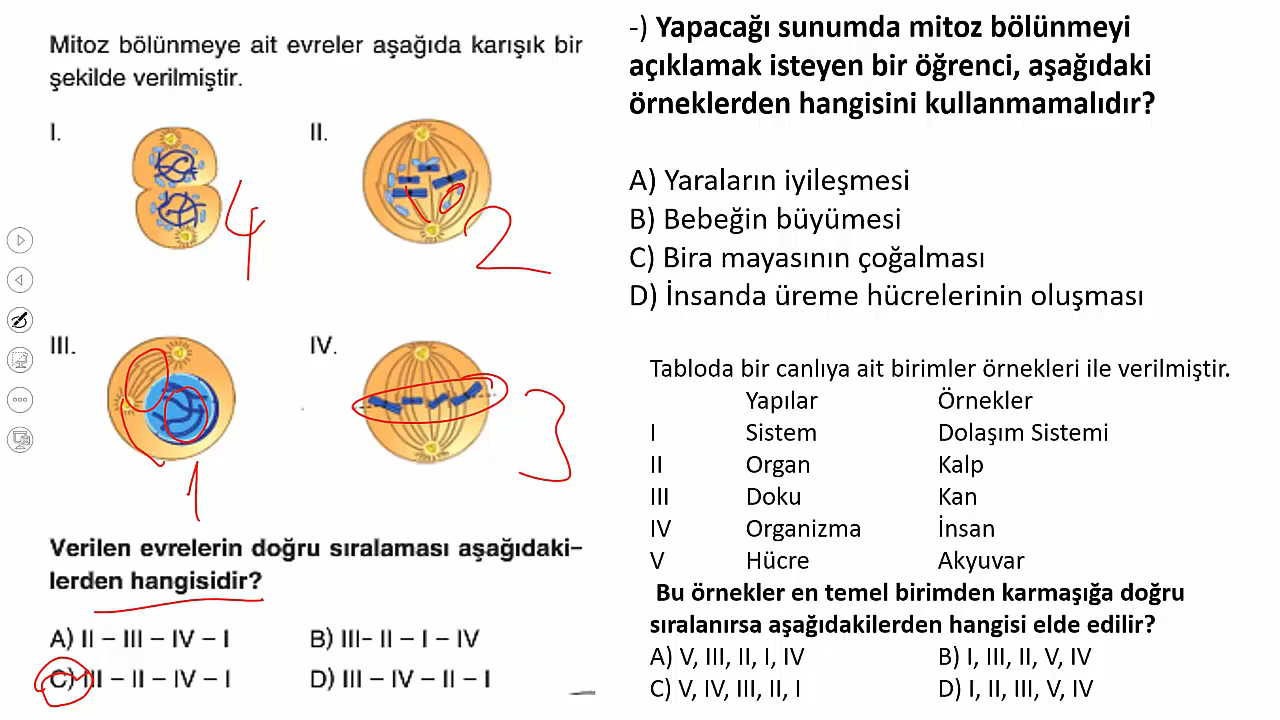 Mitoz bölünmeye ait evreler aşağıda karışık bir
şekilde verilmiştir.
I.
II.
4
2
III.
IV.
1
3
Verilen evrelerin doğru sıralaması aşağıdaki-
lerden hangisidir?
A) II – III – IV – I
B) III- II – I – IV
C) III – II – IV – I
D) III – IV – II – I
-) Yapacağı sunumda mitoz bölünmeyi
açıklamak isteyen bir öğrenci, aşağıdaki
örneklerden hangisini kullanmamalıdır?
A) Yaraların iyileşmesi
B) Bebeğin büyümesi
C) Bira mayasının çoğalması
D) İnsanda üreme hücrelerinin oluşması
Tabloda bir canlıya ait birimler örnekleri ile verilmiştir.
Yapılar Örnekler
I Sistem Dolaşım Sistemi
II Organ Kalp
III Doku Kan
IV Organizma İnsan
V Hücre Akyuvar
Bu örnekler en temel birimden karmaşığa doğru
sıralanırsa aşağıdakilerden hangisi elde edilir?
A) V, III, II, I, IV
B) I, III, II, V, IV
C) V, IV, III, II, I
D) I, II, III, V, IV